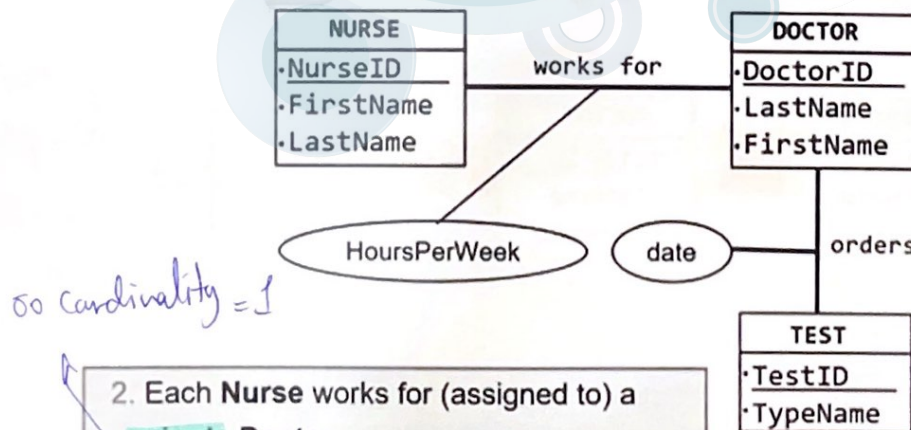 NURSE
·NurseID
·FirstName
·LastName
works for
DOCTOR
·DoctorID
·LastName
·FirstName
HoursPerWeek
date
orders
TEST
·TestID
·TypeName
so cardinality = 1
2. Each Nurse works for (assigned to) a